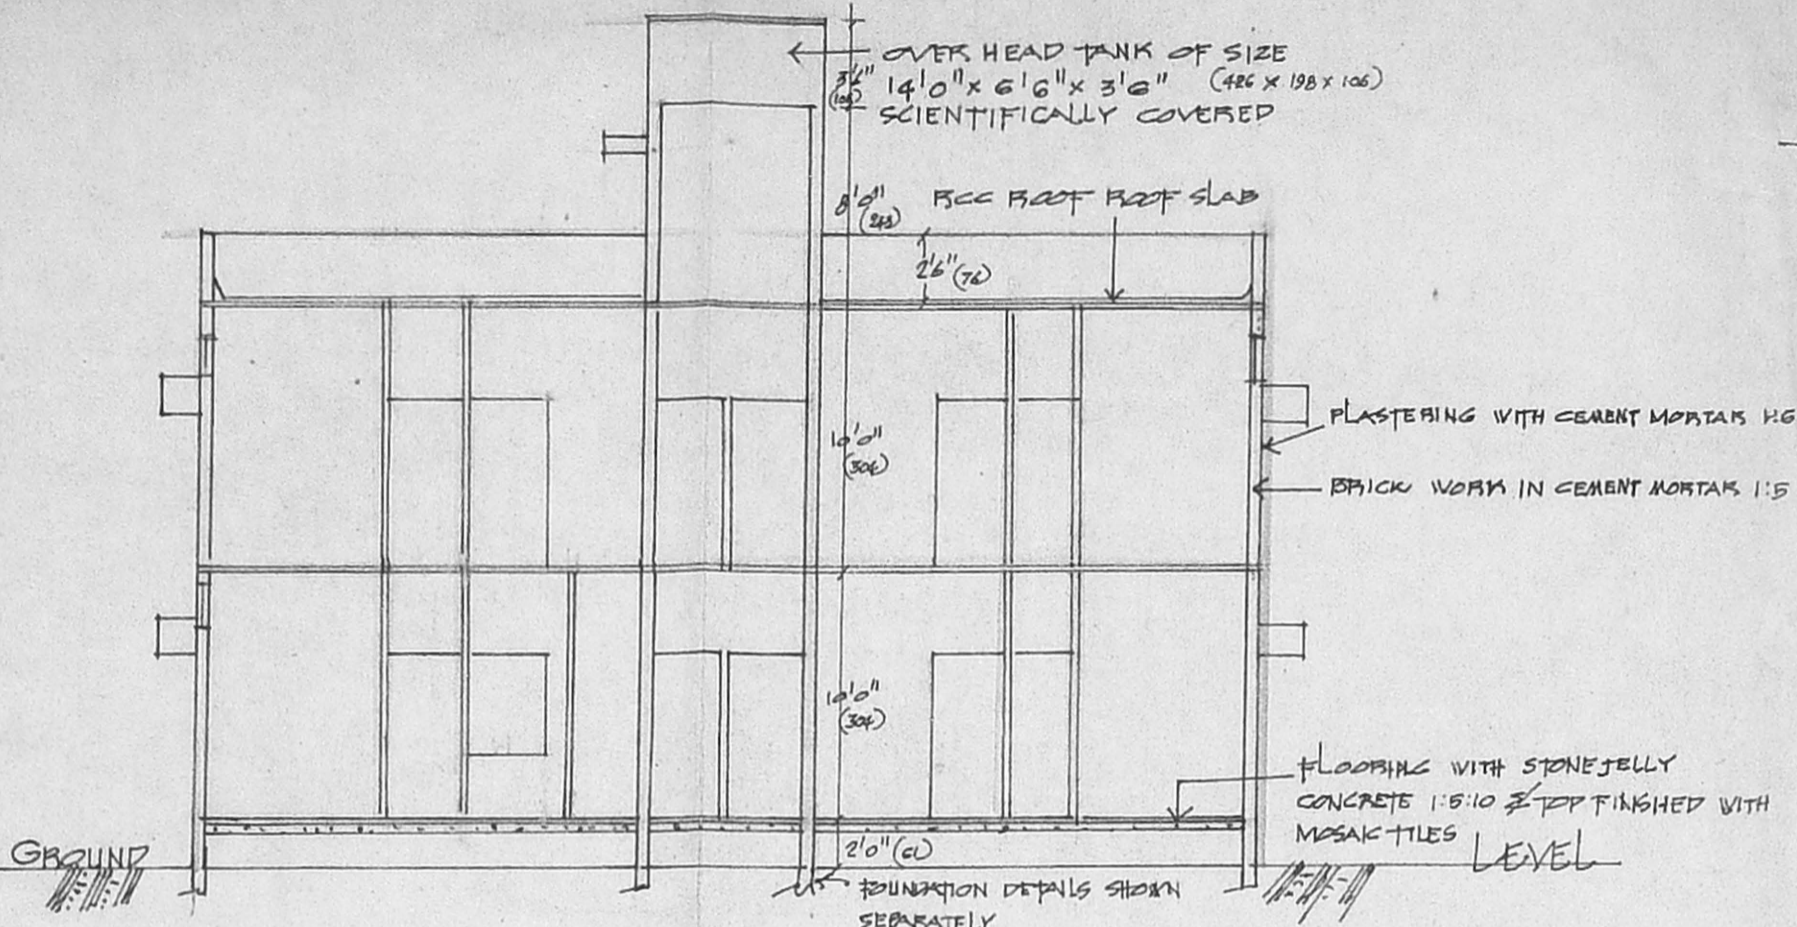 OVER HEAD TANK OF SIZE
14'0" x 6'6" x 3'6" (426 x 198 x 106)
SCIENTIFICALLY COVERED
3'6"
(106)
8'0"
(243)
RCC ROOF ROOF SLAB
2'6" (76)
10'0"
(304)
PLASTERING WITH CEMENT MORTAR 1:6
BRICK WORK IN CEMENT MORTAR 1:5
10'0"
(304)
FLOORING WITH STONE JELLY
CONCRETE 1:5:10 & TOP FINISHED WITH
MOSAIC TILES
GROUND LEVEL
2'0" (61)
FOUNDATION DETAILS SHOWN
SEPARATELY